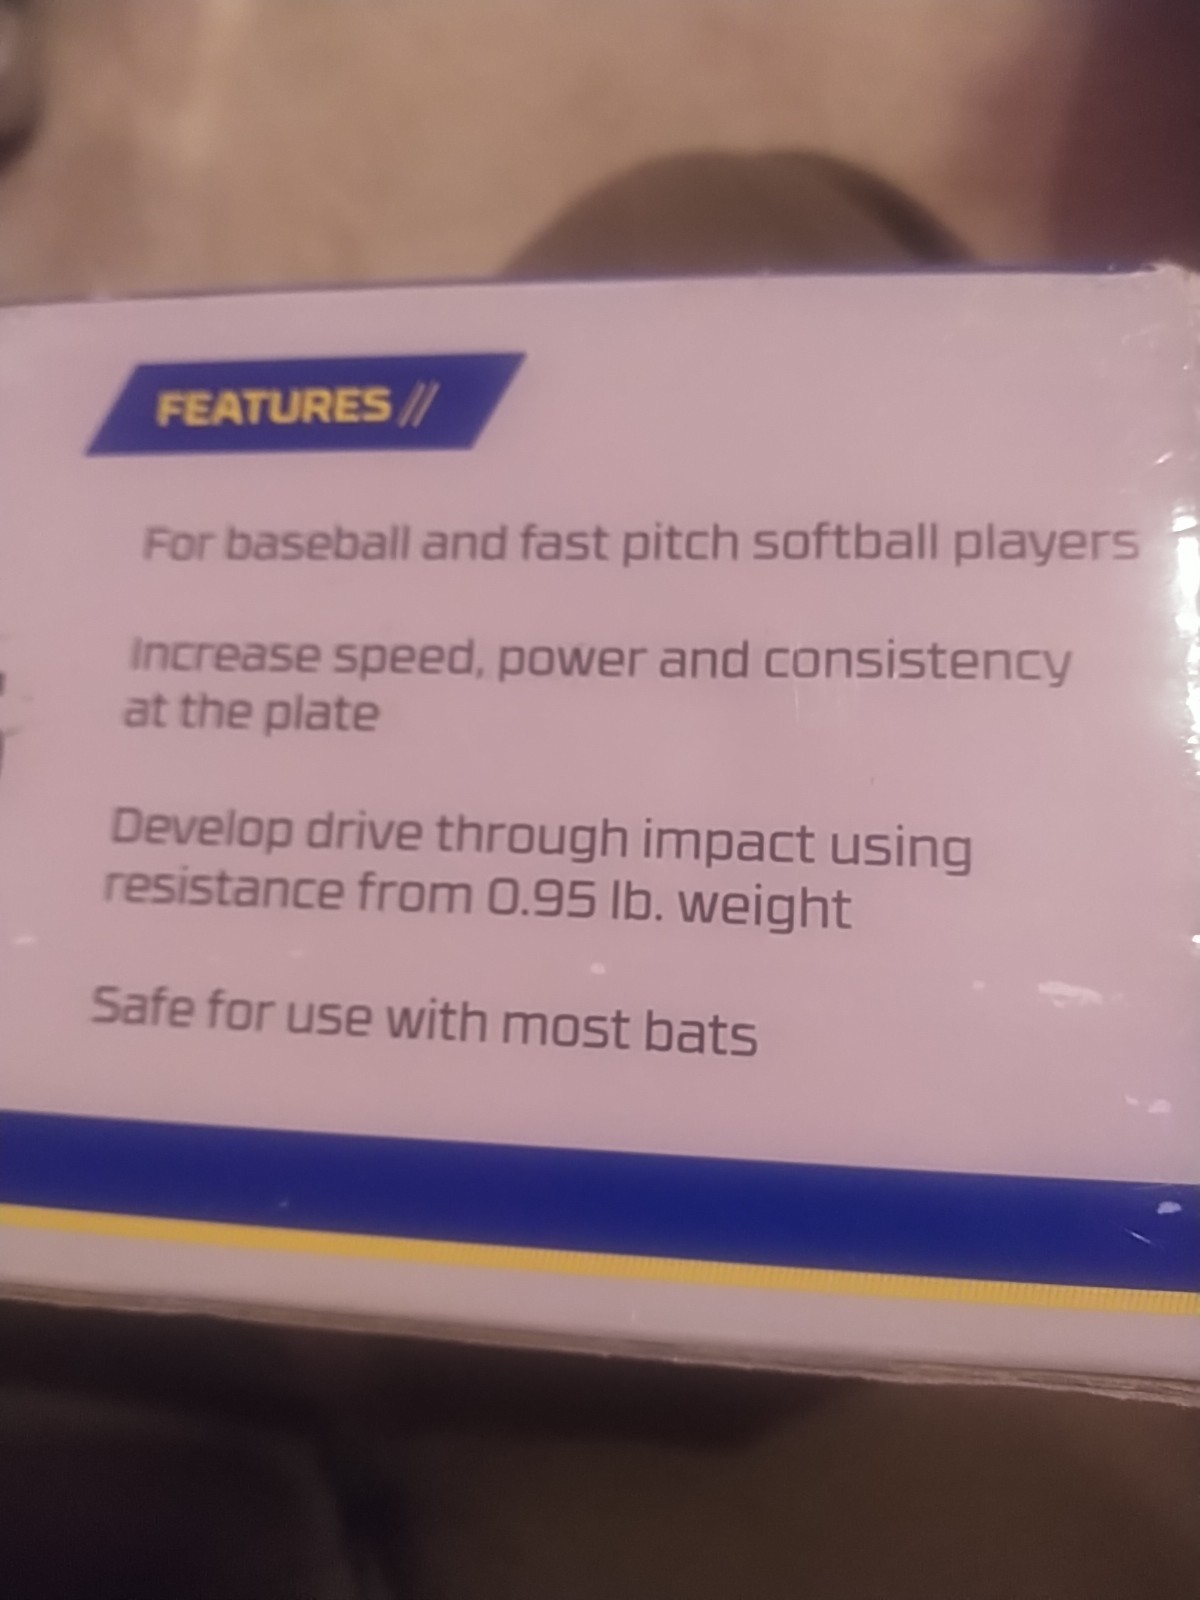 FEATURES //
For baseball and fast pitch softball players
Increase speed, power and consistency
at the plate
Develop drive through impact using
resistance from 0.95 lb. weight
Safe for use with most bats